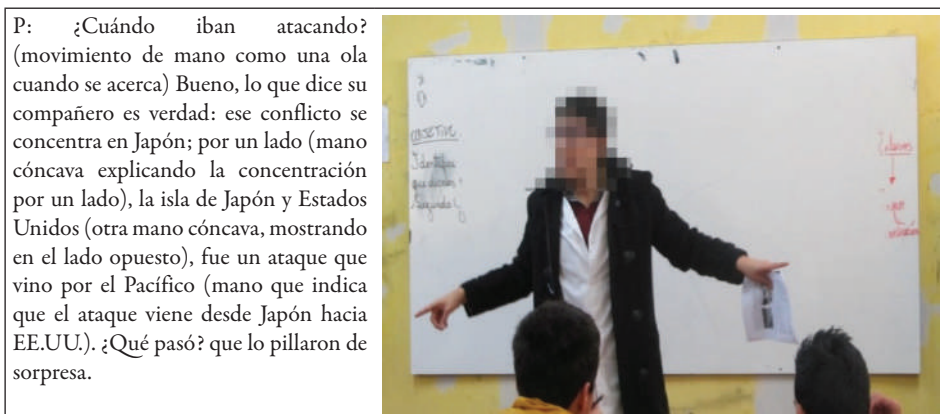 P: ¿Cuándo iban atacando?
(movimiento de mano como una ola
cuando se acerca) Bueno, lo que dice su
compañero es verdad: ese conflicto se
concentra en Japón; por un lado (mano
cóncava explicando la concentración
por un lado), la isla de Japón y Estados
Unidos (otra mano cóncava, mostrando
en el lado opuesto), fue un ataque que
vino por el Pacífico (mano que indica
que el ataque viene desde Japón hacia
EE.UU.). ¿Qué pasó? que lo pillaron de
sorpresa.